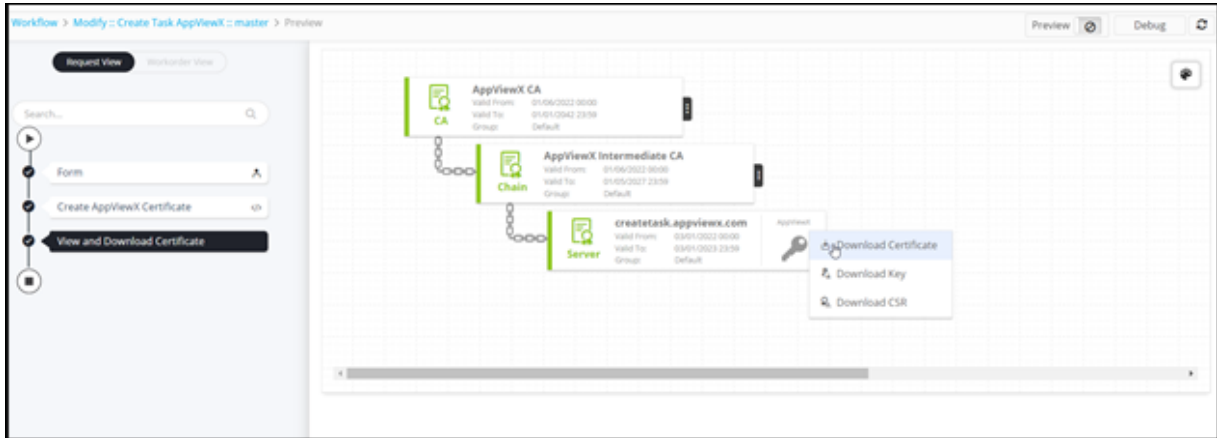 Workflow > Modify :: Create Task AppViewX :: master > Preview
Preview
Debug
Request View
Workorder View
Search...
Form
Create AppViewX Certificate
View and Download Certificate
AppViewX CA
Valid From: 01/06/2022 00:00
Valid To: 01/01/2042 23:59
Group: Default
CA
AppViewX Intermediate CA
Valid From: 01/06/2022 00:00
Valid To: 01/05/2027 23:59
Group: Default
Chain
createtask.appviewx.com
Valid From: 03/01/2022 00:00
Valid To: 03/01/2023 23:59
Group: Default
Server
AppViewX
Download Certificate
Download Key
Download CSR